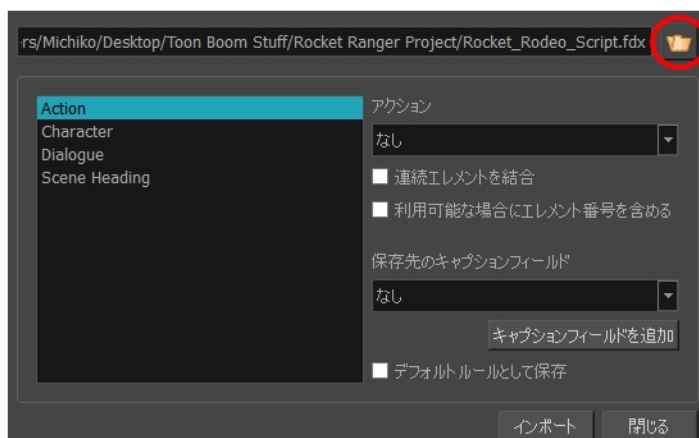 rs/Michiko/Desktop/Toon Boom Stuff/Rocket Ranger Project/Rocket_Rodeo_Script.fdx
Action
Character
Dialogue
Scene Heading
アクション
なし
連続エレメントを結合
利用可能な場合にエレメント番号を含める
保存先のキャプションフィールド
なし
キャプションフィールドを追加
デフォルトルールとして保存
インポート
閉じる